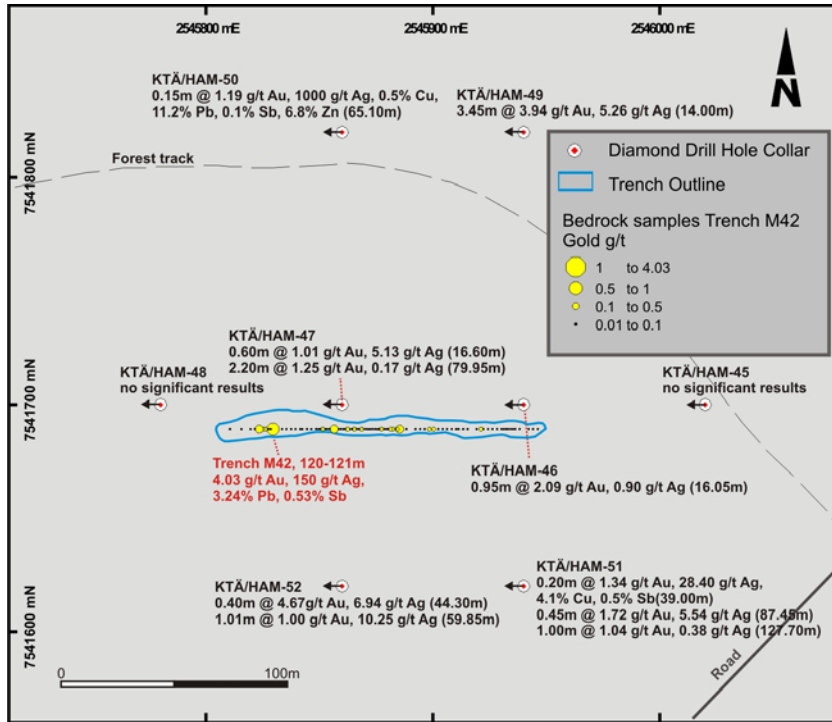 2545800 mE
2545900 mE
2546000 mE
KTÄ/HAM-50
0.15m @ 1.19 g/t Au, 1000 g/t Ag, 0.5% Cu,
11.2% Pb, 0.1% Sb, 6.8% Zn (65.10m)
KTÄ/HAM-49
3.45m @ 3.94 g/t Au, 5.26 g/t Ag (14.00m)
N
Forest track
7541800 mN
Diamond Drill Hole Collar
Trench Outline
Bedrock samples Trench M42
Gold g/t
1 to 4.03
0.5 to 1
0.1 to 0.5
0.01 to 0.1
KTÄ/HAM-47
0.60m @ 1.01 g/t Au, 5.13 g/t Ag (16.60m)
2.20m @ 1.25 g/t Au, 0.17 g/t Ag (79.95m)
KTÄ/HAM-48
no significant results
KTÄ/HAM-45
no significant results
7541700 mN
Trench M42, 120-121m
4.03 g/t Au, 150 g/t Ag,
3.24% Pb, 0.53% Sb
KTÄ/HAM-46
0.95m @ 2.09 g/t Au, 0.90 g/t Ag (16.05m)
KTÄ/HAM-52
0.40m @ 4.67g/t Au, 6.94 g/t Ag (44.30m)
1.01m @ 1.00 g/t Au, 10.25 g/t Ag (59.85m)
KTÄ/HAM-51
0.20m @ 1.34 g/t Au, 28.40 g/t Ag,
4.1% Cu, 0.5% Sb(39.00m)
0.45m @ 1.72 g/t Au, 5.54 g/t Ag (87.45m)
1.00m @ 1.04 g/t Au, 0.38 g/t Ag (127.70m)
7541600 mN
Road
0
100m